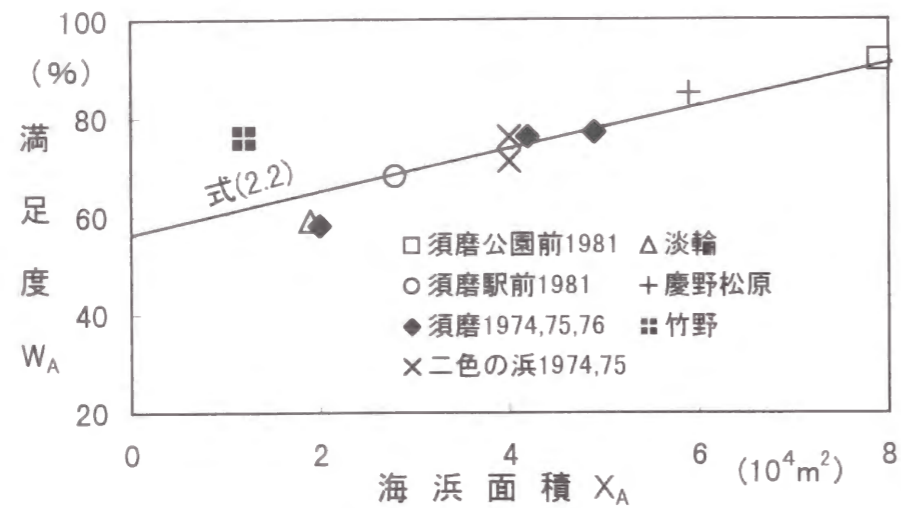 100
(%)
満足度 W_A
80
60
40
20
式(2.2)
□須磨公園前1981 △淡輪
○須磨駅前1981 +慶野松原
◆須磨1974,75,76 竹野
×二色の浜1974,75
0 2 4 6 (10⁴m²) 8
海浜面積 X_A